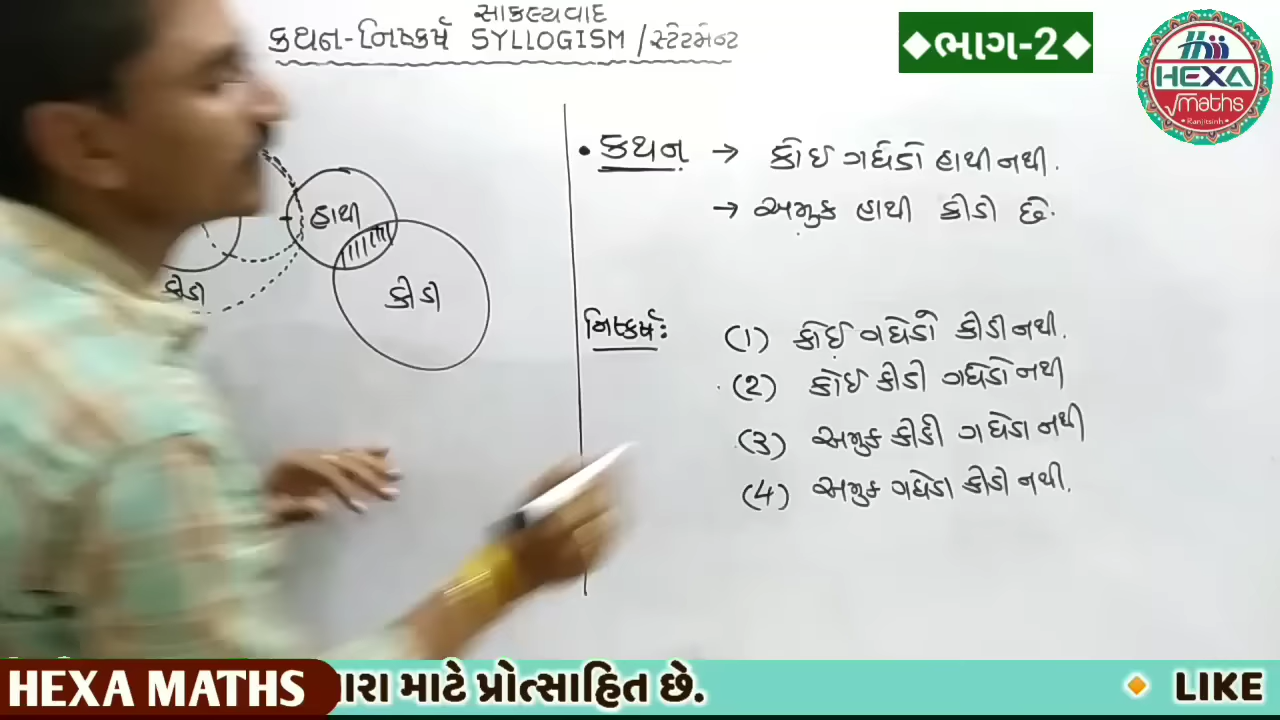 સાકલ્યવાદ
કથન-નિષ્કર્ષ SYLLOGISM / સ્ટેટમેન્ટ
◆ભાગ-2◆
HEXA
√maths
Ranjitsinh
• કથન → કોઈ ગધેડો હાથી નથી.
→ અમુક હાથી કીડી છે.
હાથી
કીડી
કીડી
નિષ્કર્ષ: (1) કોઈ ગધેડો કીડી નથી.
(2) કોઈ કીડી ગધેડો નથી
(3) અમુક કીડી ગધેડા નથી
(4) અમુક ગધેડા કીડી નથી.
HEXA MATHS મારા માટે પ્રોત્સાહિત છે. LIKE